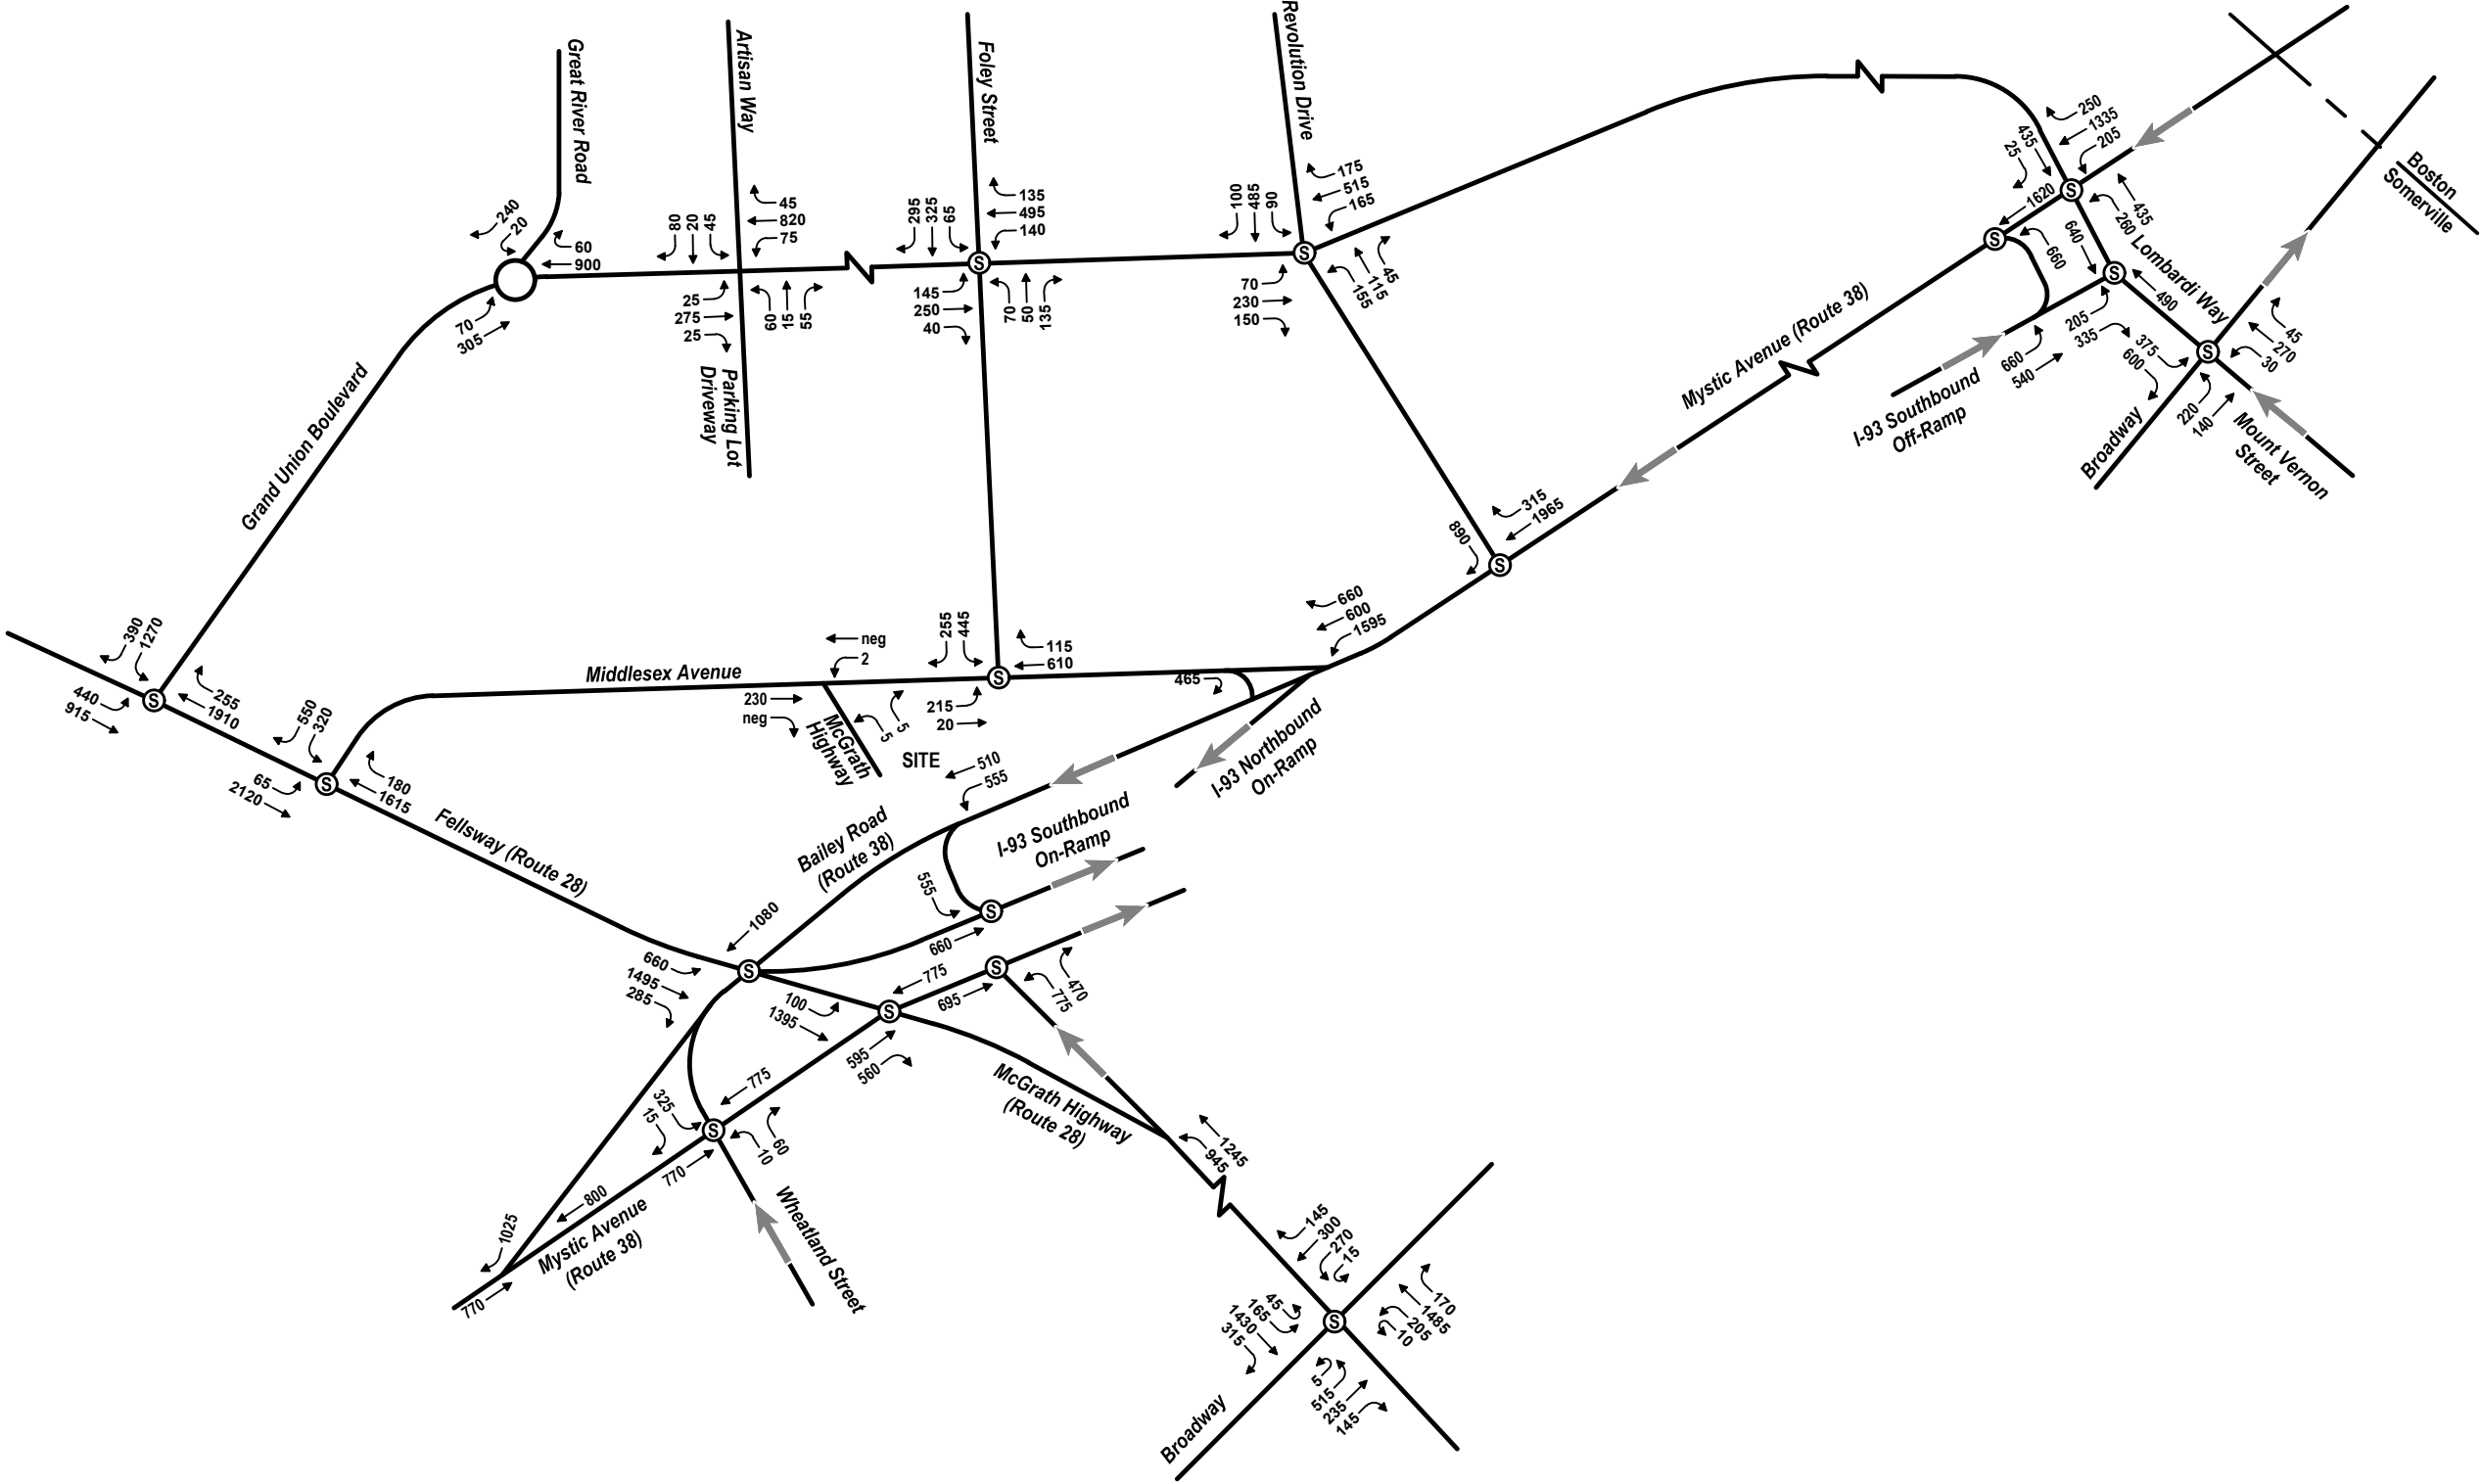 Great River Road
240
20
60
900
70
305
Grand Union Boulevard
Artisan Way
80
20
45
45
820
75
25
275
25
60
15
55
Parking Lot
Driveway
Foley Street
295
325
65
135
495
140
145
250
40
70
50
135
S
Revolution Drive
100
485
90
175
515
165
70
230
150
155
115
45
S
250
1335
205
435
25
1620
S
S
435
260
640
660
Lombardi Way
490
S
205
335
660
540
375
600
S
45
270
30
220
140
Boston
Somerville
Mystic Avenue (Route 38)
I-93 Southbound
Off-Ramp
Broadway
Mount Vernon
Street
315
1965
890
S
660
600
1595
465
I-93 Northbound
On-Ramp
390
1270
440
915
S
255
1910
550
320
65
2120
S
180
1615
Middlesex Avenue
neg
2
230
neg
5
5
McGrath
Highway
SITE
255
445
115
610
215
20
S
510
555
Fellsway (Route 28)
Bailey Road
(Route 38)
I-93 Southbound
On-Ramp
555
S
660
1080
660
1495
285
S
100
1395
775
695
S
S
470
775
595
560
McGrath Highway
(Route 28)
775
325
15
S
770
60
10
800
1025
770
Mystic Avenue
(Route 38)
Wheatland Street
1245
945
145
300
270
15
45
165
1430
315
S
170
1485
205
10
5
515
235
145
Broadway